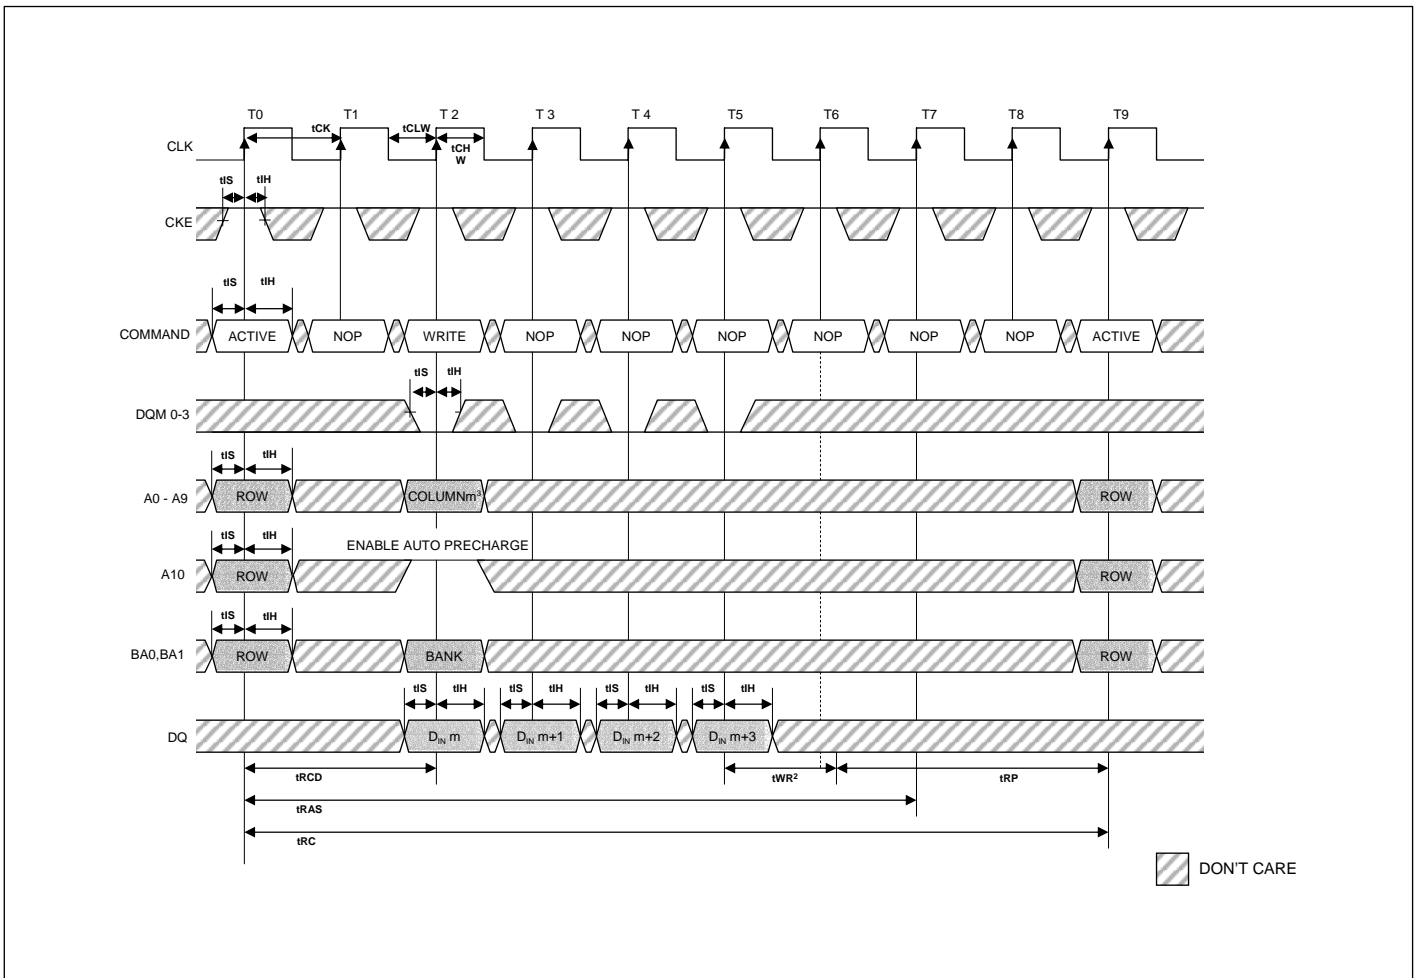 T0 T1 T 2 T 3 T 4 T5 T6 T7 T8 T9
tCK tCLW
CLK
tCH
W
tIS tIH
CKE
tIS tIH
COMMAND ACTIVE NOP WRITE NOP NOP NOP NOP NOP NOP ACTIVE
tIS tIH
DQM 0-3
tIS tIH
A0 - A9 ROW COLUMNm³ ROW
tIS tIH ENABLE AUTO PRECHARGE
A10 ROW ROW
tIS tIH
BA0,BA1 ROW BANK ROW
tIS tIH tIS tIH tIS tIH tIS tIH
DQ DIN m DIN m+1 DIN m+2 DIN m+3
tRCD tWR² tRP
tRAS
tRC
DON'T CARE